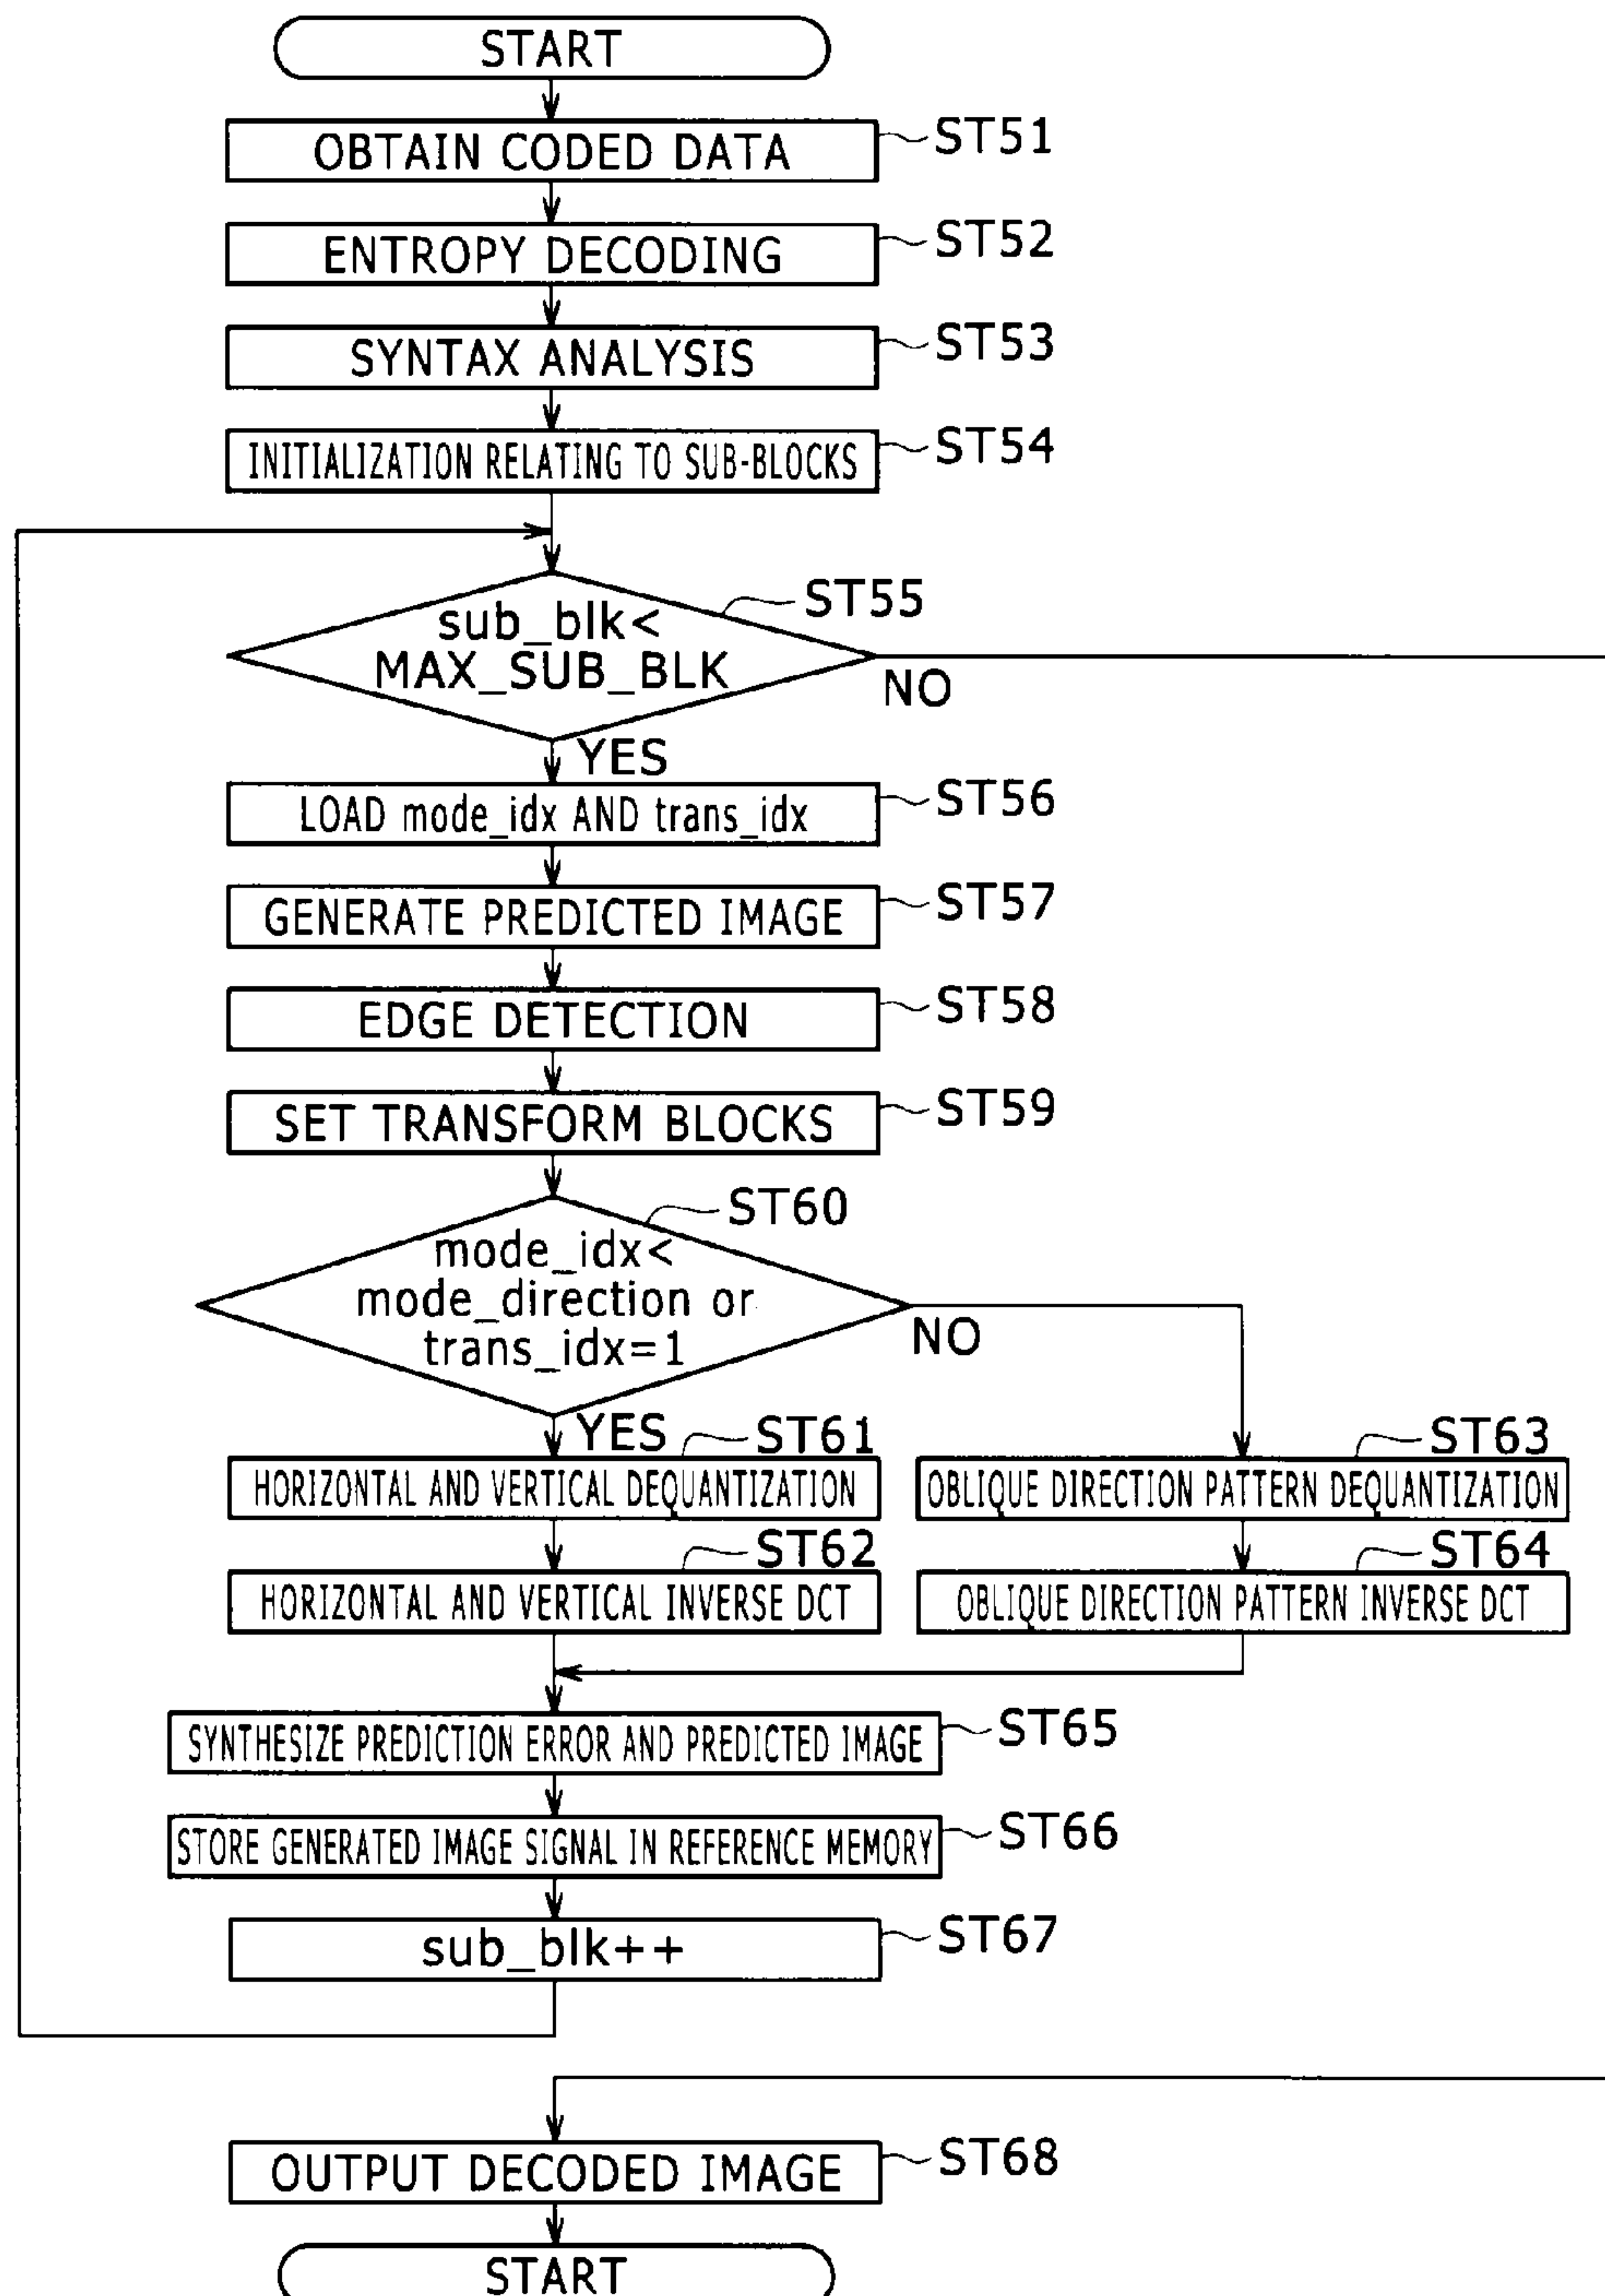 START
OBTAIN CODED DATA
ST51
ENTROPY DECODING
ST52
SYNTAX ANALYSIS
ST53
INITIALIZATION RELATING TO SUB-BLOCKS
ST54
sub_blk<
MAX_SUB_BLK
ST55
NO
YES
LOAD mode_idx AND trans_idx
ST56
GENERATE PREDICTED IMAGE
ST57
EDGE DETECTION
ST58
SET TRANSFORM BLOCKS
ST59
ST60
mode_idx<
mode_direction or
trans_idx=1
NO
YES
ST61
HORIZONTAL AND VERTICAL DEQUANTIZATION
ST63
OBLIQUE DIRECTION PATTERN DEQUANTIZATION
ST62
HORIZONTAL AND VERTICAL INVERSE DCT
ST64
OBLIQUE DIRECTION PATTERN INVERSE DCT
SYNTHESIZE PREDICTION ERROR AND PREDICTED IMAGE
ST65
STORE GENERATED IMAGE SIGNAL IN REFERENCE MEMORY
ST66
sub_blk++
ST67
OUTPUT DECODED IMAGE
ST68
START